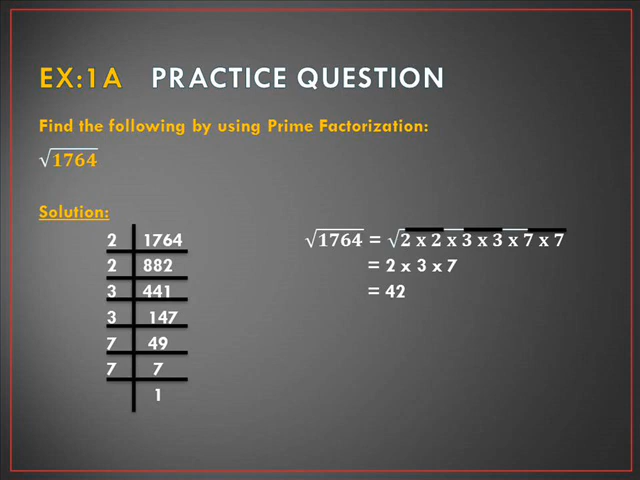 EX:1A PRACTICE QUESTION
Find the following by using Prime Factorization:
√1764
Solution:
2 1764
2 882
3 441
3 147
7 49
7 7
1
√1764 = √2 x 2 x 3 x 3 x 7 x 7
= 2 x 3 x 7
= 42